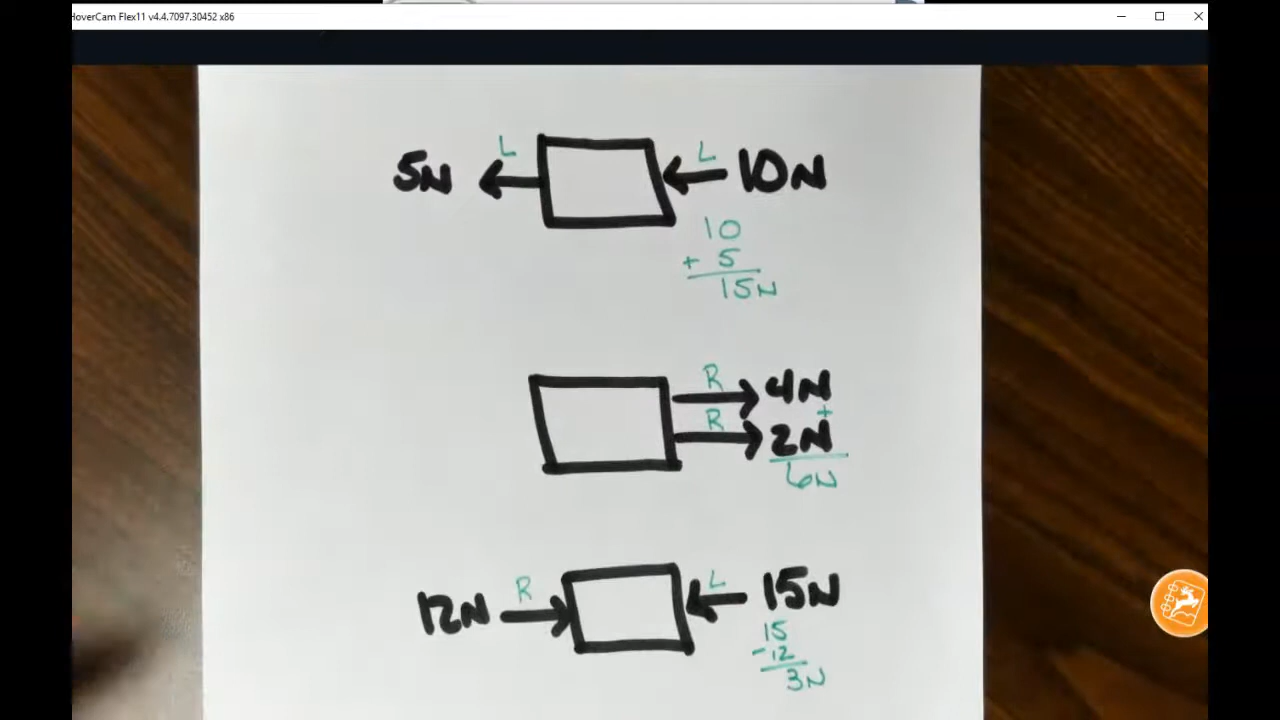 HoverCam Flex11 v4.4.7097.30452 x86
L L
5N 10N
10
+ 5
15N
R 4N
+
R 2N
6N
R L
12N 15N
15
-12
3N